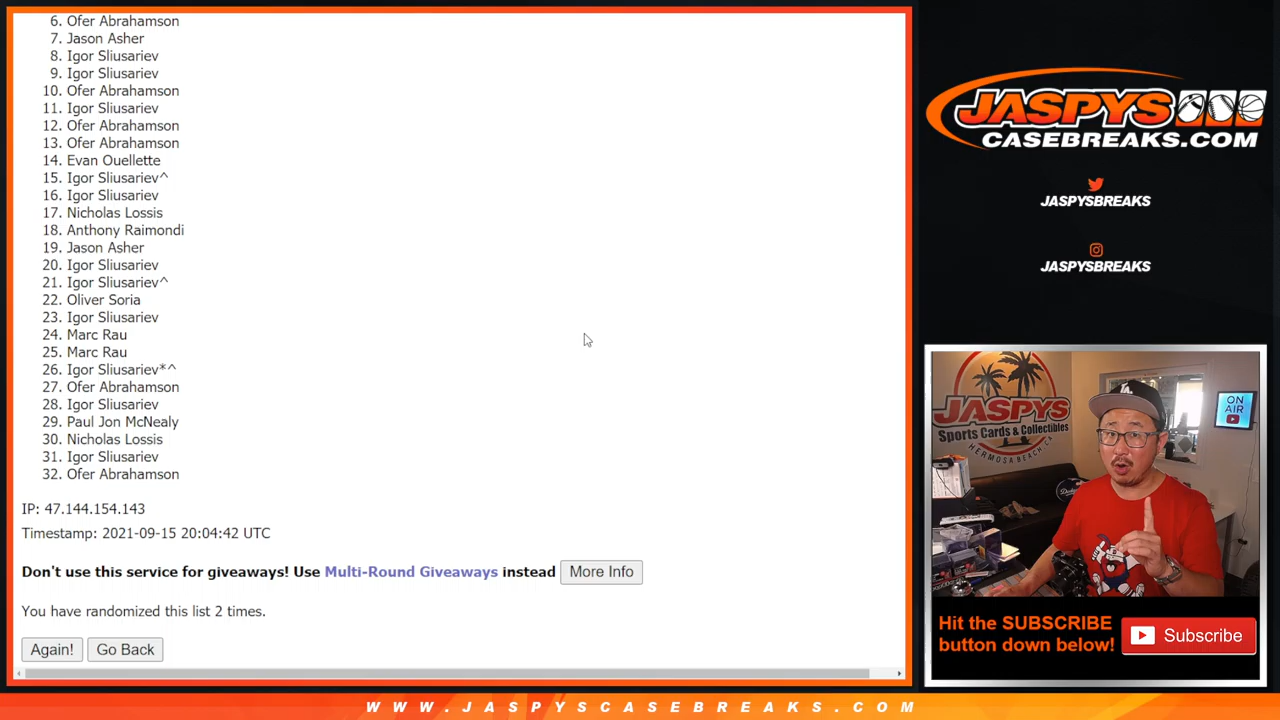 6. Ofer Abrahamson
7. Jason Asher
8. Igor Sliusariev
9. Igor Sliusariev
10. Ofer Abrahamson
11. Igor Sliusariev
12. Ofer Abrahamson
13. Ofer Abrahamson
14. Evan Ouellette
15. Igor Sliusariev^
16. Igor Sliusariev
17. Nicholas Lossis
18. Anthony Raimondi
19. Jason Asher
20. Igor Sliusariev
21. Igor Sliusariev^
22. Oliver Soria
23. Igor Sliusariev
24. Marc Rau
25. Marc Rau
26. Igor Sliusariev*^
27. Ofer Abrahamson
28. Igor Sliusariev
29. Paul Jon McNealy
30. Nicholas Lossis
31. Igor Sliusariev
32. Ofer Abrahamson
IP: 47.144.154.143
Timestamp: 2021-09-15 20:04:42 UTC
Don't use this service for giveaways! Use Multi-Round Giveaways instead More Info
You have randomized this list 2 times.
Again! Go Back
JASPYS
CASEBREAKS.COM
JASPYSBREAKS
JASPYSBREAKS
JASPYS
Sports Cards & Collectibles
HERMOSA BEACH, CA
ON
AIR
LA
Dodgers
Hit the SUBSCRIBE
button down below!
Subscribe
WWW.JASPYSCASEBREAKS.COM